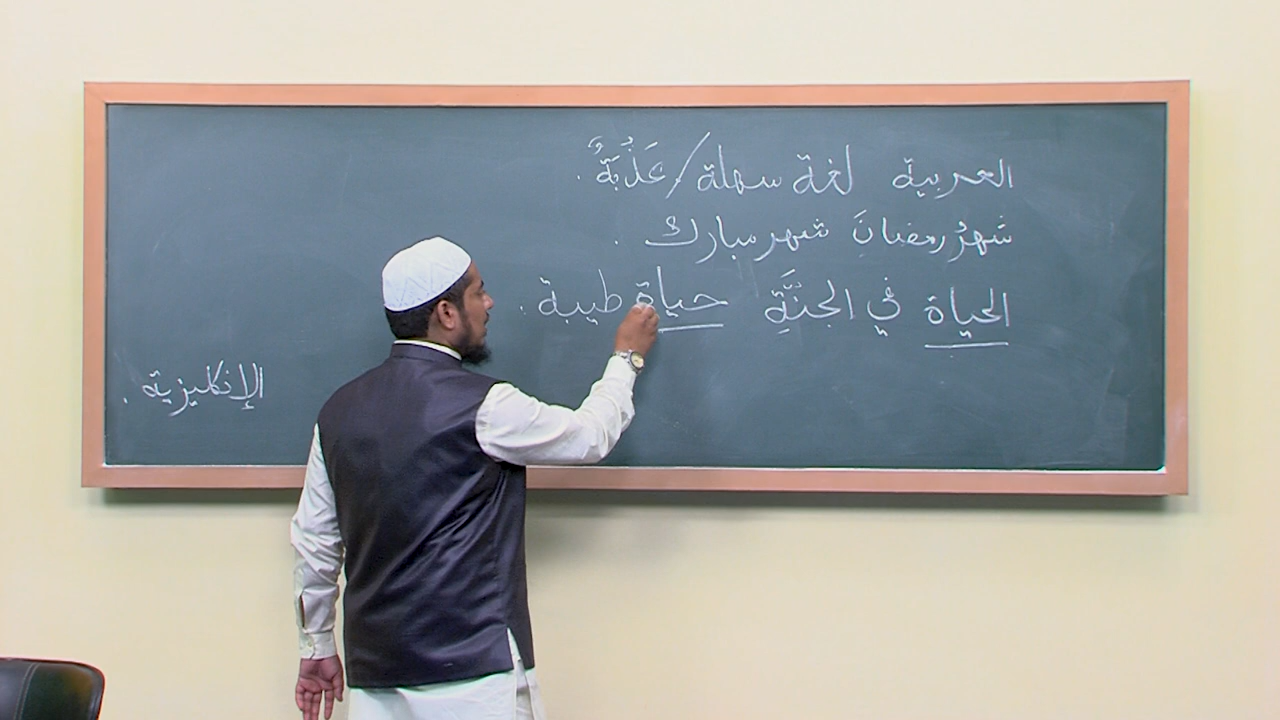 العربية لغة سهلة/عَذْبَةٌ.
شهرُ رمضانَ شهر مبارك.
الحياة في الجنَّةِ حياة طيبة.
الإنكليزية.